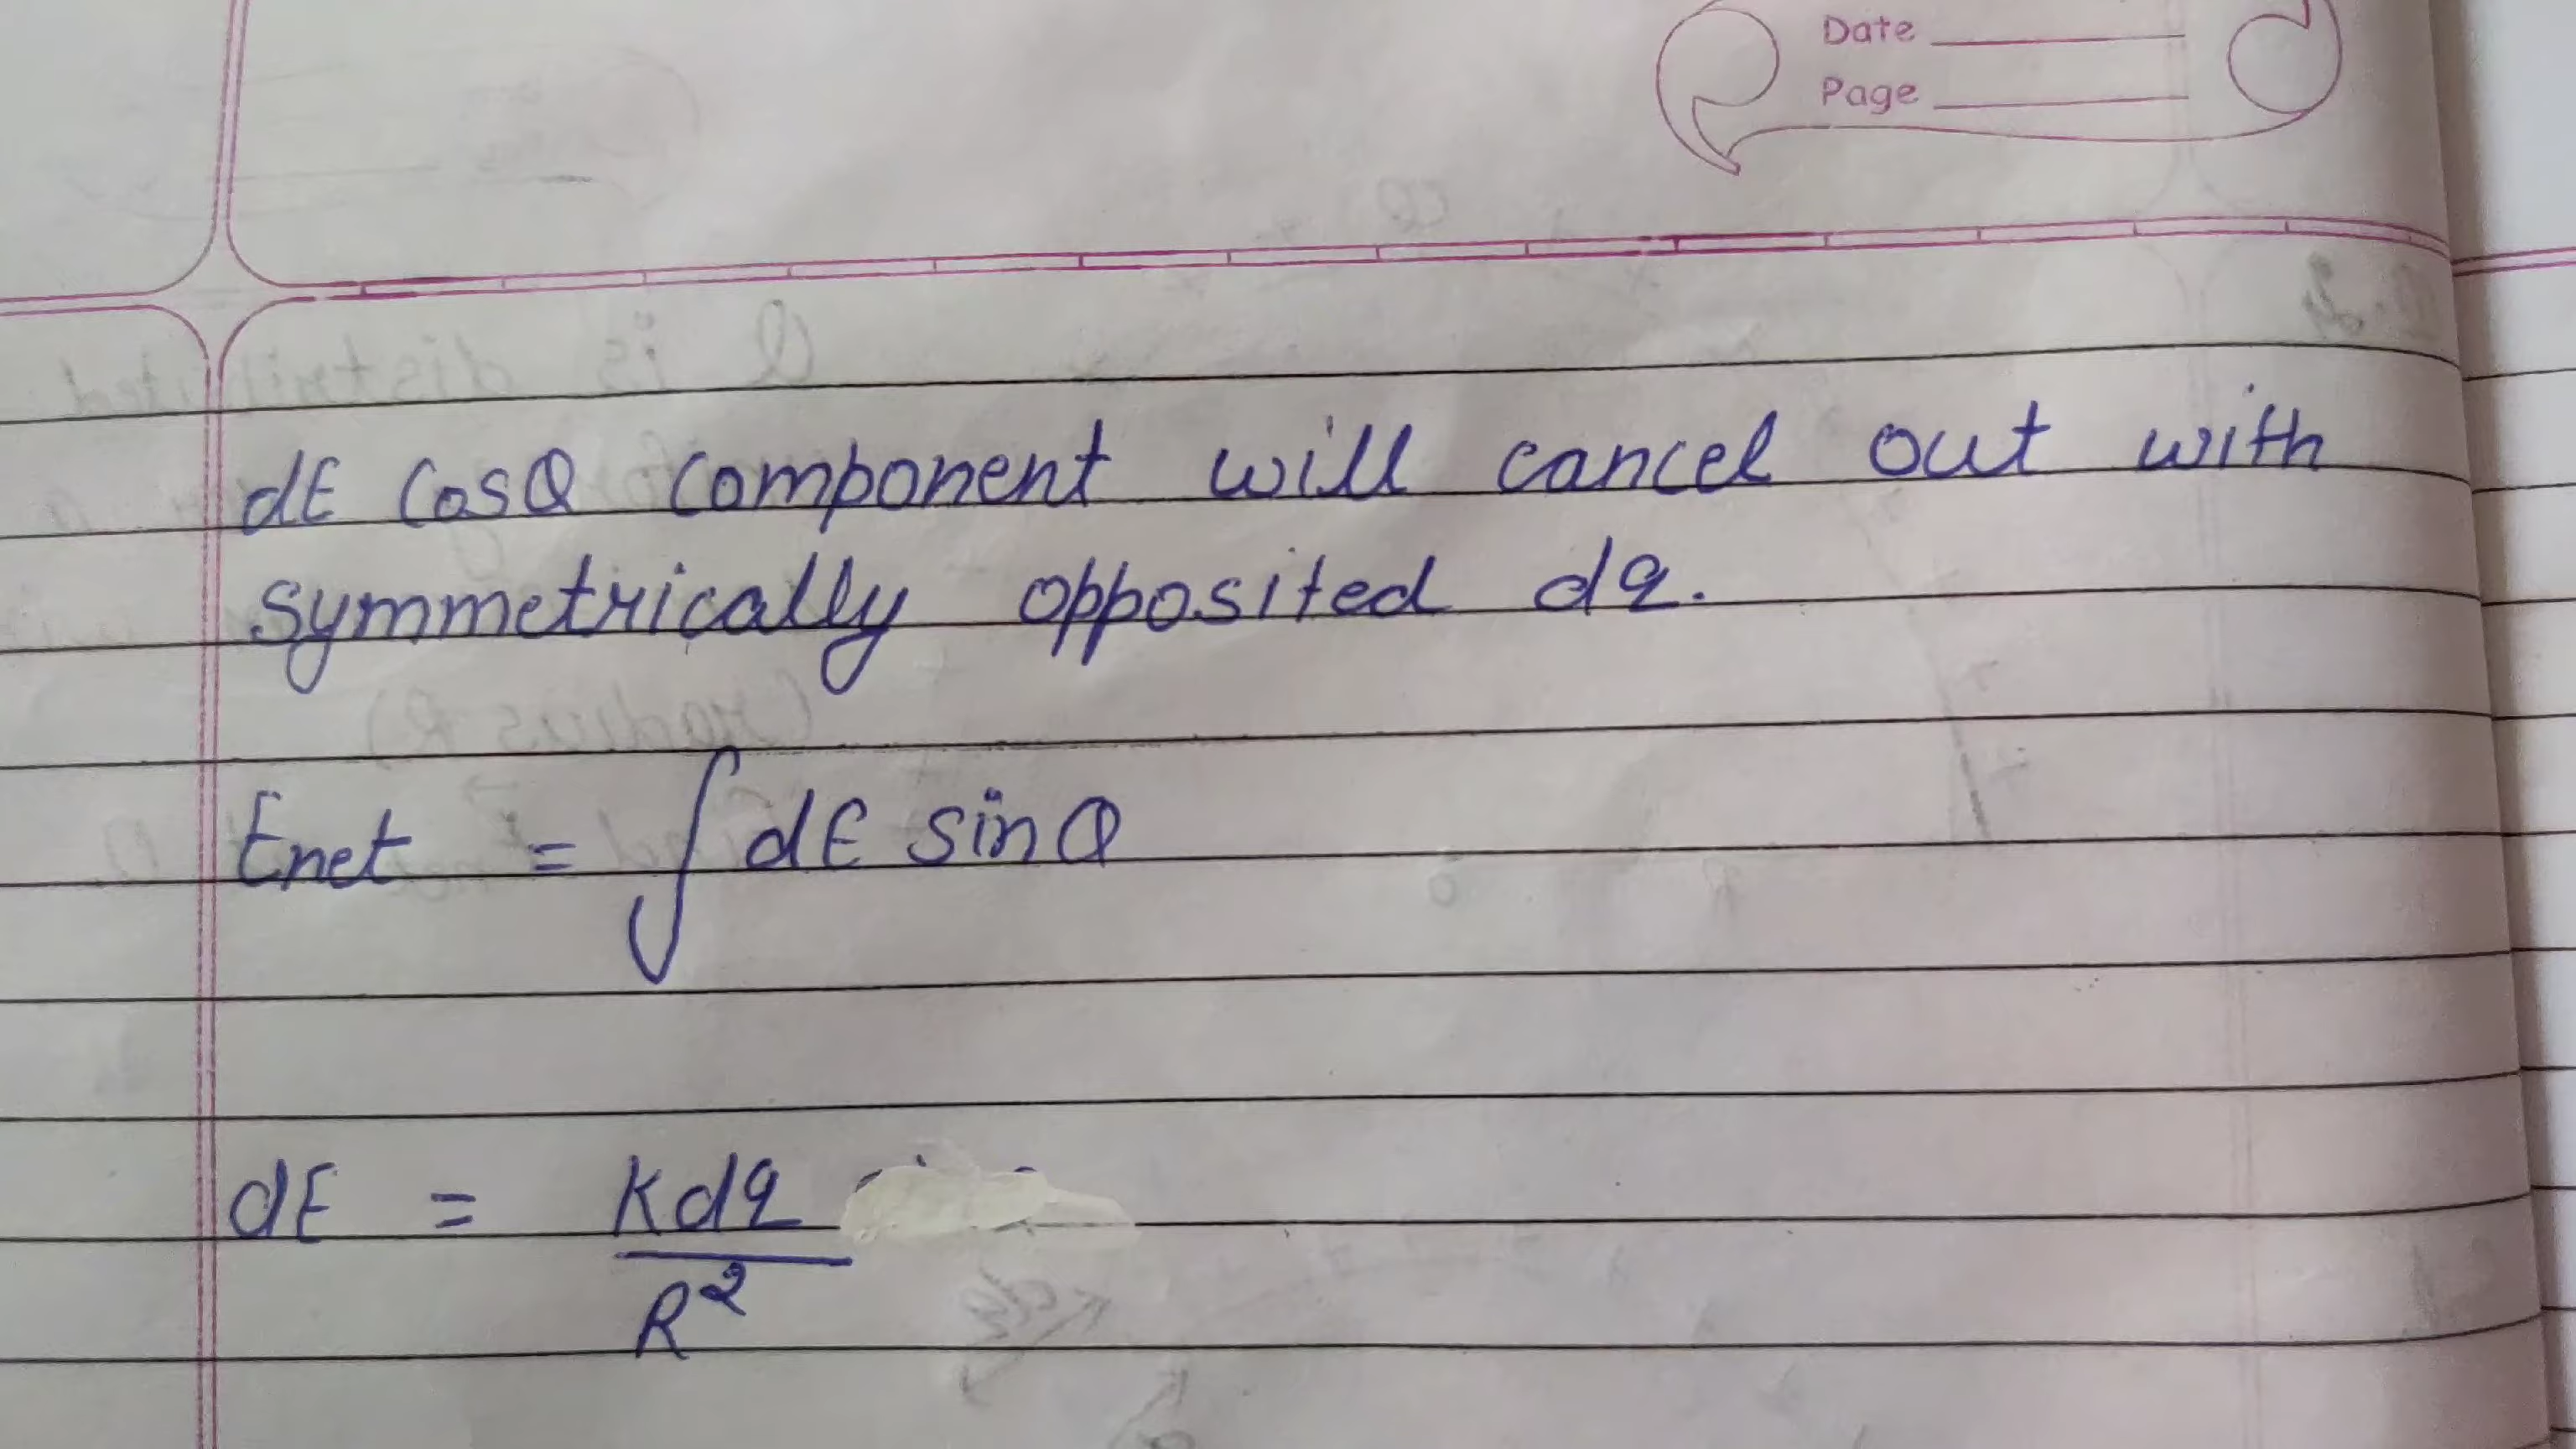 Date
Page
dE CosQ component will cancel out with
symmetrically opposited dq.
Enet = ∫ dE sinQ
dE = Kdq / R²